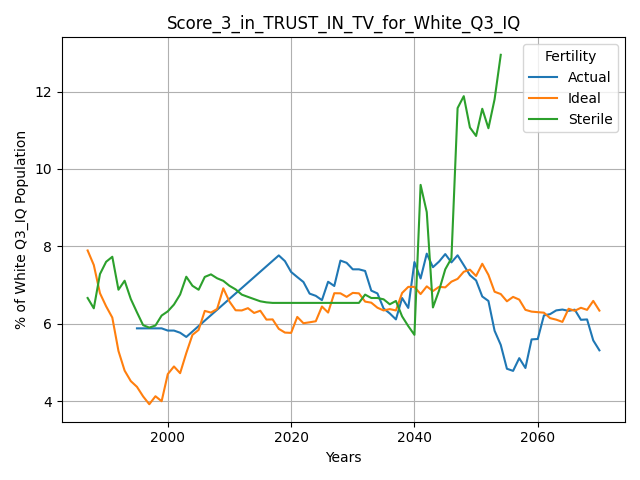 Score_3_in_TRUST_IN_TV_for_White_Q3_IQ
Fertility
Actual
Ideal
Sterile
% of White Q3_IQ Population
12
10
8
6
4
2000
2020
2040
2060
Years